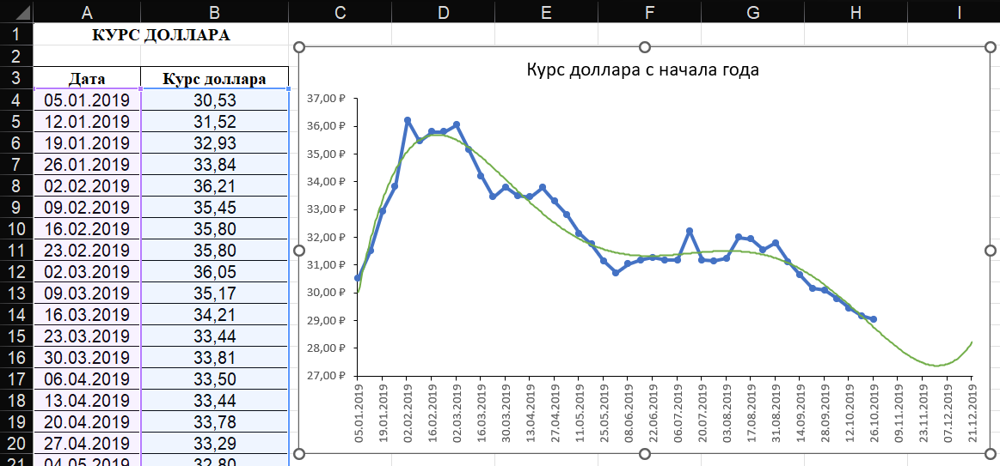 A B C D E F G H I
1 КУРС ДОЛЛАРА
2
3 Дата Курс доллара
4 05.01.2019 30,53
5 12.01.2019 31,52
6 19.01.2019 32,93
7 26.01.2019 33,84
8 02.02.2019 36,21
9 09.02.2019 35,45
10 16.02.2019 35,80
11 23.02.2019 35,80
12 02.03.2019 36,05
13 09.03.2019 35,17
14 16.03.2019 34,21
15 23.03.2019 33,44
16 30.03.2019 33,81
17 06.04.2019 33,50
18 13.04.2019 33,44
19 20.04.2019 33,78
20 27.04.2019 33,29
21 04.05.2019 32,80
Курс доллара с начала года
37,00 ₽
36,00 ₽
35,00 ₽
34,00 ₽
33,00 ₽
32,00 ₽
31,00 ₽
30,00 ₽
29,00 ₽
28,00 ₽
27,00 ₽
05.01.2019
19.01.2019
02.02.2019
16.02.2019
02.03.2019
16.03.2019
30.03.2019
13.04.2019
27.04.2019
11.05.2019
25.05.2019
08.06.2019
22.06.2019
06.07.2019
20.07.2019
03.08.2019
17.08.2019
31.08.2019
14.09.2019
28.09.2019
12.10.2019
26.10.2019
09.11.2019
23.11.2019
07.12.2019
21.12.2019